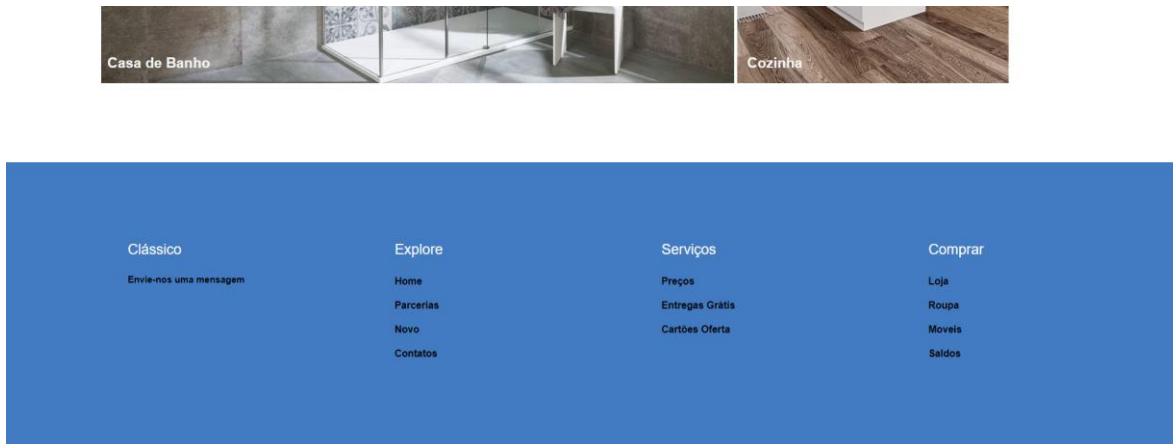 Casa de Banho
Cozinha
Clássico
Envie-nos uma mensagem
Explore
Home
Parcerias
Novo
Contatos
Serviços
Preços
Entregas Grátis
Cartões Oferta
Comprar
Loja
Roupa
Moveis
Saldos